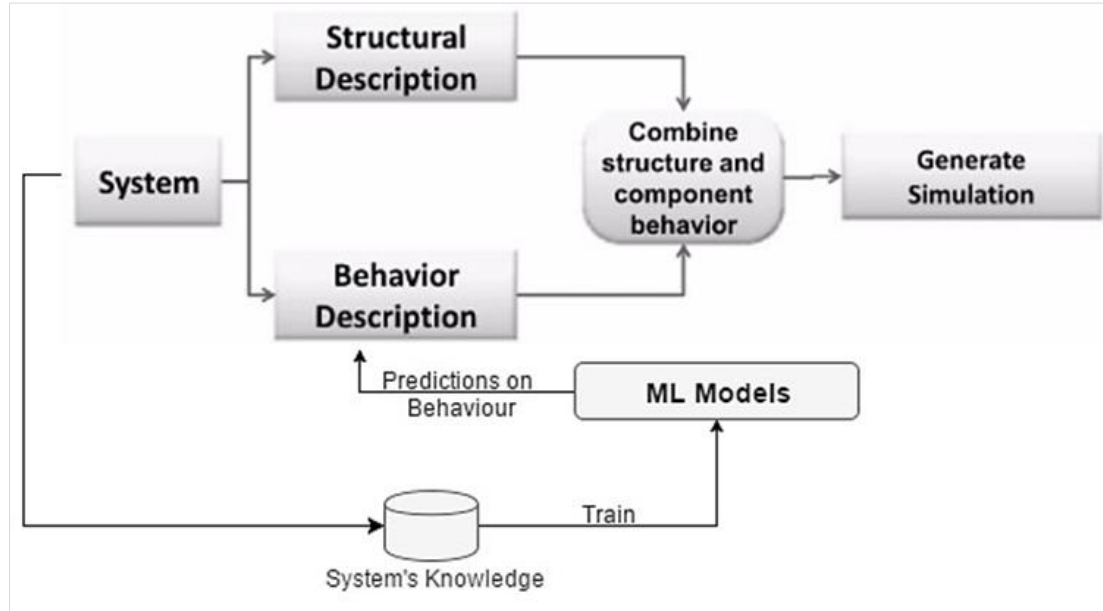 Structural
Description
System
Combine
structure and
component
behavior
Generate
Simulation
Behavior
Description
Predictions on
Behaviour
ML Models
Train
System's Knowledge